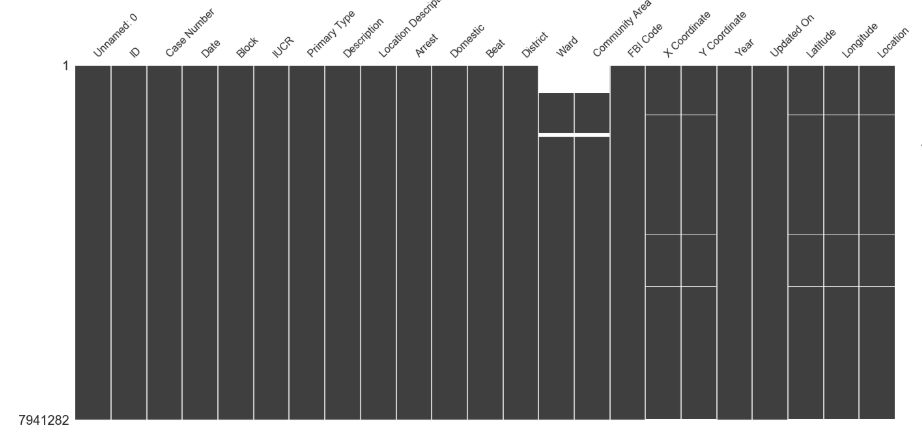 Unnamed: 0
ID
Case Number
Date
Block
IUCR
Primary Type
Description
Location Descript
Arrest
Domestic
Beat
District
Ward
Community Area
FBI Code
X Coordinate
Y Coordinate
Year
Updated On
Latitude
Longitude
Location
1
7941282